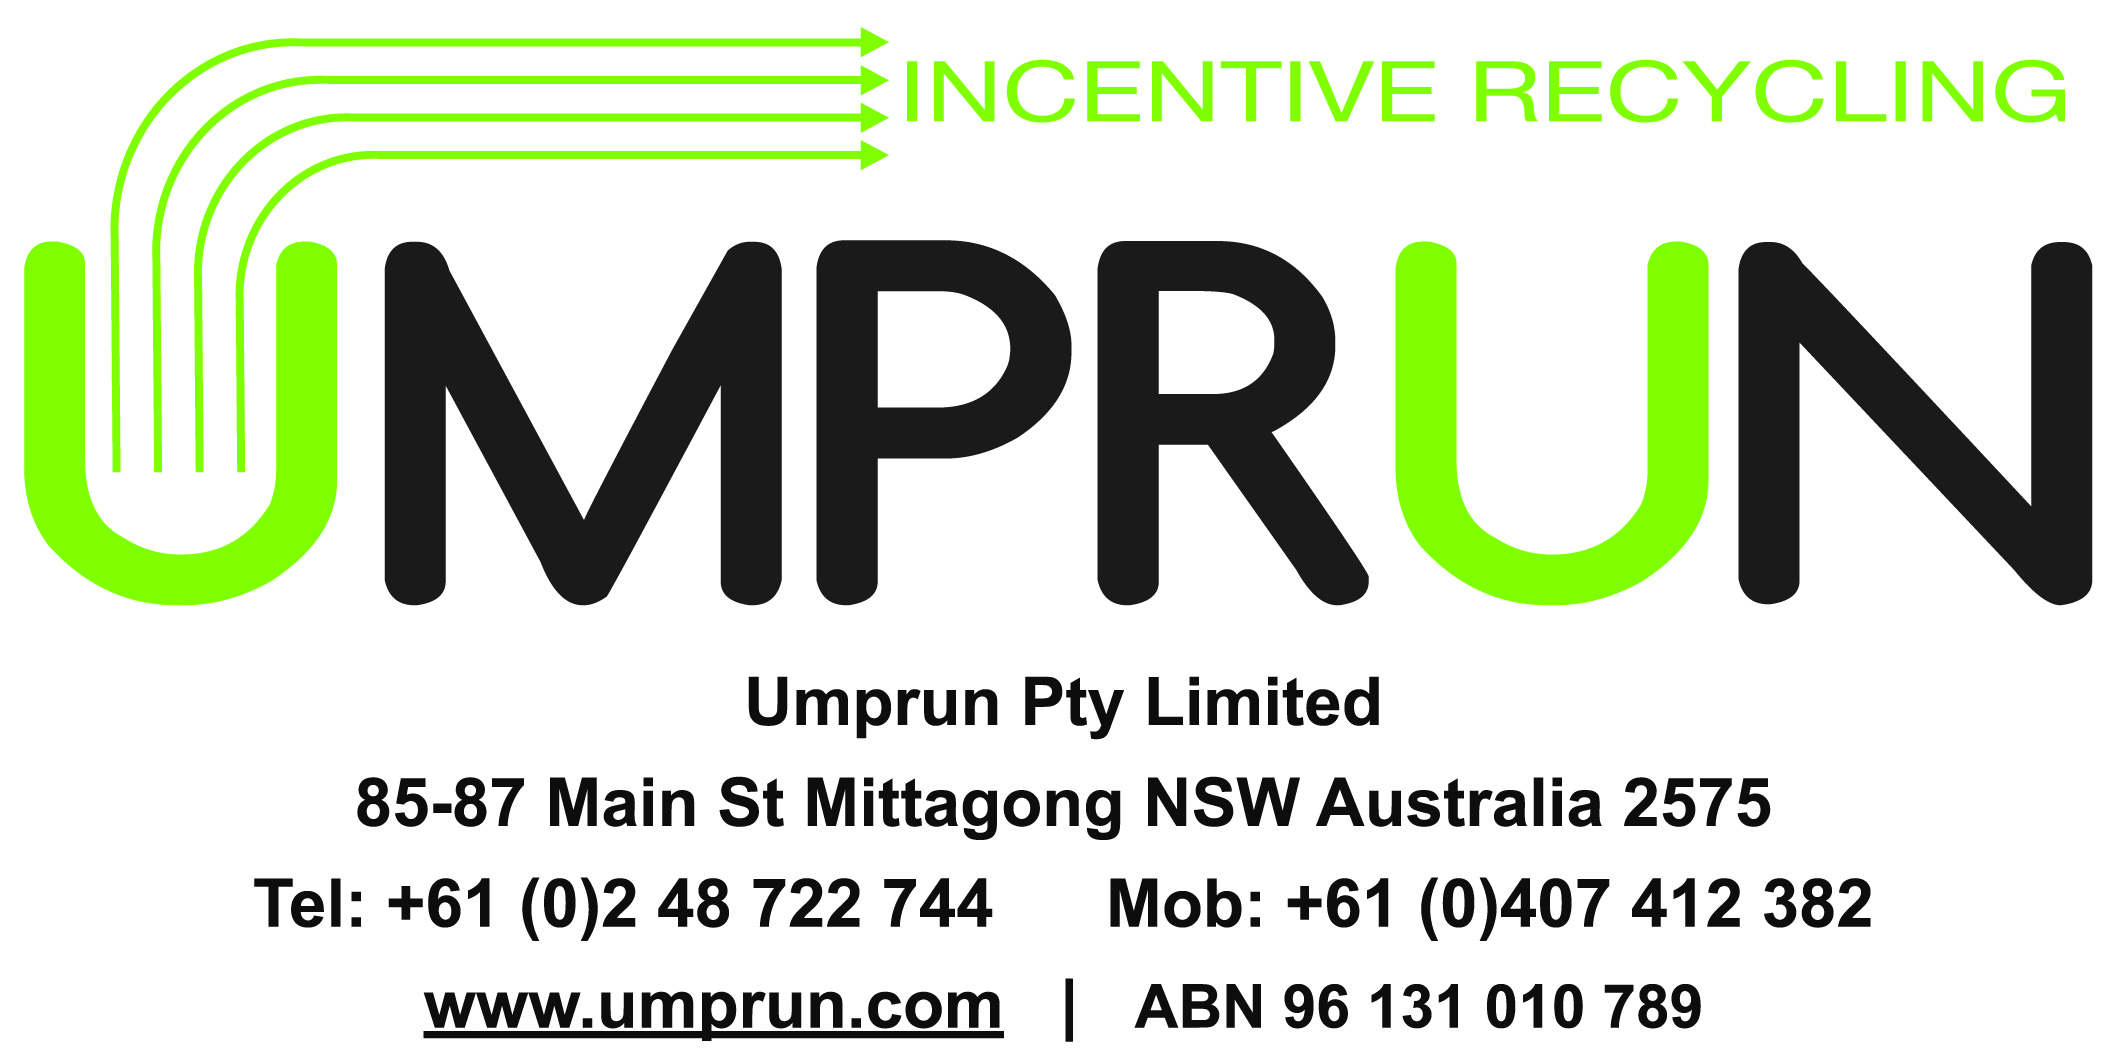 INCENTIVE RECYCLING
UMPRUN
Umprun Pty Limited
85-87 Main St Mittagong NSW Australia 2575
Tel: +61 (0)2 48 722 744 Mob: +61 (0)407 412 382
www.umprun.com | ABN 96 131 010 789